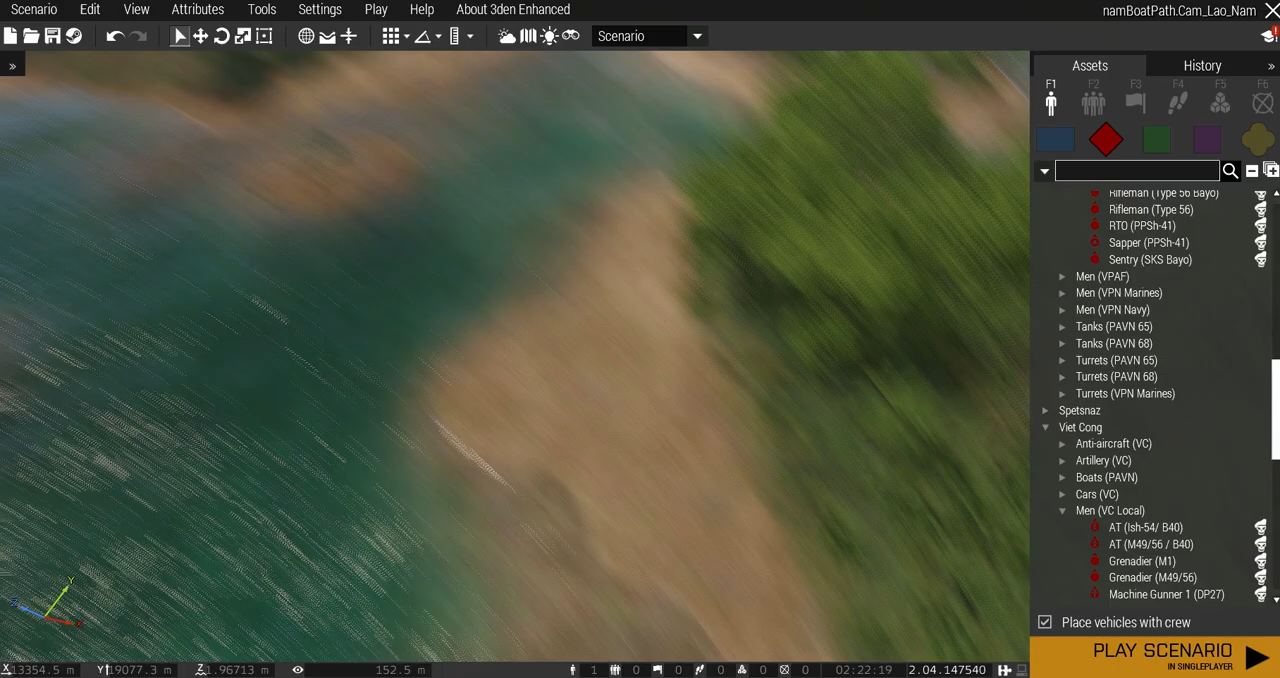 Scenario Edit View Attributes Tools Settings Play Help About 3den Enhanced namBoatPath.Cam_Lao_Nam
Scenario
Assets History
F1 F2 F3 F4 F5 F6
Rifleman (Type 56 Bayo)
Rifleman (Type 56)
RTO (PPSh-41)
Sapper (PPSh-41)
Sentry (SKS Bayo)
Men (VPAF)
Men (VPN Marines)
Men (VPN Navy)
Tanks (PAVN 65)
Tanks (PAVN 68)
Turrets (PAVN 65)
Turrets (PAVN 68)
Turrets (VPN Marines)
Spetsnaz
Viet Cong
Anti-aircraft (VC)
Artillery (VC)
Boats (PAVN)
Cars (VC)
Men (VC Local)
AT (Ish-54/ B40)
AT (M49/56 / B40)
Grenadier (M1)
Grenadier (M49/56)
Machine Gunner 1 (DP27)
Place vehicles with crew
PLAY SCENARIO
IN SINGLEPLAYER
Y
X
X 13354.5 m Y 19077.3 m Z 1.96713 m 152.5 m 1 0 0 0 0 0 02:22:19 2.04.147540